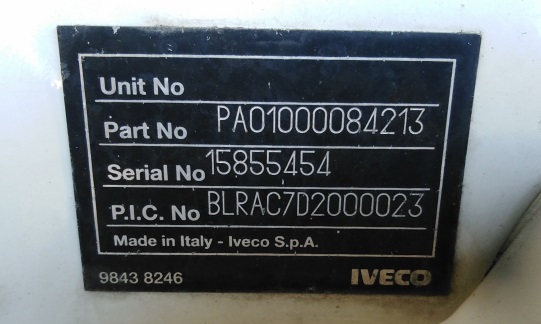 Unit No
Part No PA01000084213
Serial No 15855454
P.I.C. No BLRAC7D2000023
Made in Italy - Iveco S.p.A.
9843 8246 IVECO